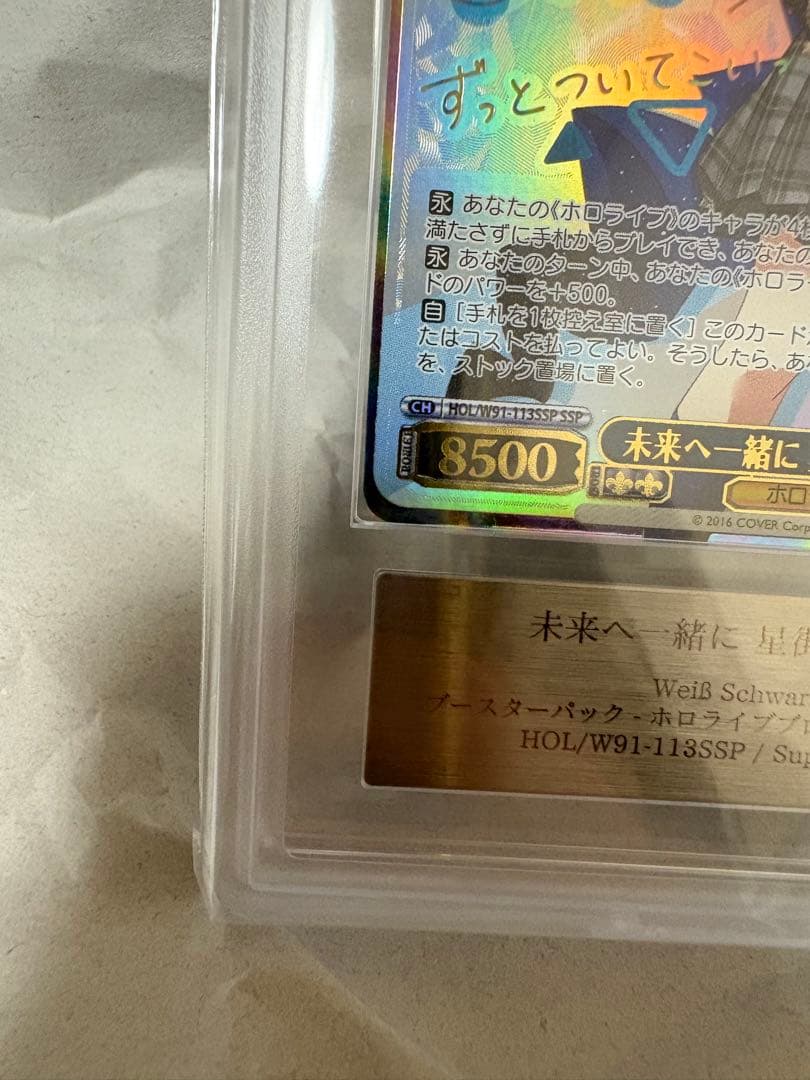 ずっとついてこいっ
永 あなたの《ホロライブ》のキャラが4
満たさずに手札からプレイでき、あなたの
永 あなたのターン中、あなたの《ホロラ
ドのパワーを+500。
自 [手札を1枚控え室に置く] このカード
たはコストを払ってよい。そうしたら、あ
を、ストック置場に置く。
CH HOL/W91-113SSP SSP
POWER 8500 未来へ一緒に
SOUL ホロ
© 2016 COVER Corp
未来へ一緒に 星街
Weiß Schwar
ブースターパック - ホロライブプロ
HOL/W91-113SSP / Sup